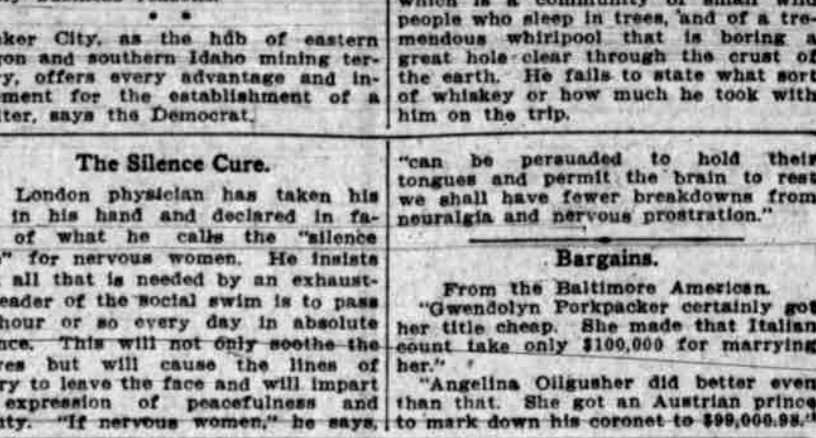 aker City, as the hub of eastern
gon and southern Idaho mining ter-
ry, offers every advantage and in-
ement for the establishment of a
lter, says the Democrat.
people who sleep in trees, and of a tre-
mendous whirlpool that is boring a
great hole clear through the crust of
the earth. He fails to state what sort
of whiskey or how much he took with
him on the trip.
The Silence Cure.
London physician has taken his
in his hand and declared in fa-
of what he calls the "silence
" for nervous women. He insists
all that is needed by an exhaust-
eader of the social swim is to pass
hour or so every day in absolute
nce. This will not only soothe the
ves but will cause the lines of
ry to leave the face and will impart
expression of peacefulness and
ty. "If nervous women," he says,
"can be persuaded to hold their
tongues and permit the brain to rest
we shall have fewer breakdowns from
neuralgia and nervous prostration."
Bargains.
From the Baltimore American.
"Gwendolyn Porkpacker certainly got
her title cheap. She made that Italian
count take only $100,000 for marrying
her."
"Angelina Oilgusher did better even
than that. She got an Austrian prince
to mark down his coronet to $99,000.98."